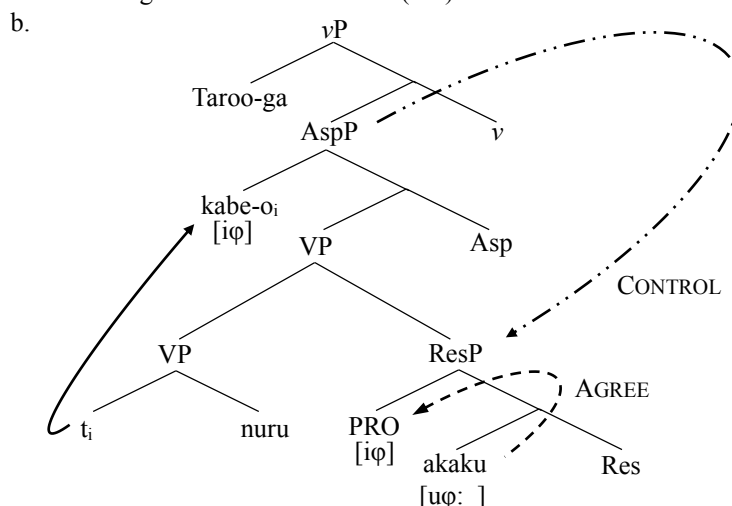 b.
vP
Taroo-ga
AspP
v
kabe-oᵢ
[iφ]
VP
Asp
CONTROL
VP
ResP
AGREE
tᵢ
nuru
PRO
[iφ]
akaku
Res
[uφ: _]